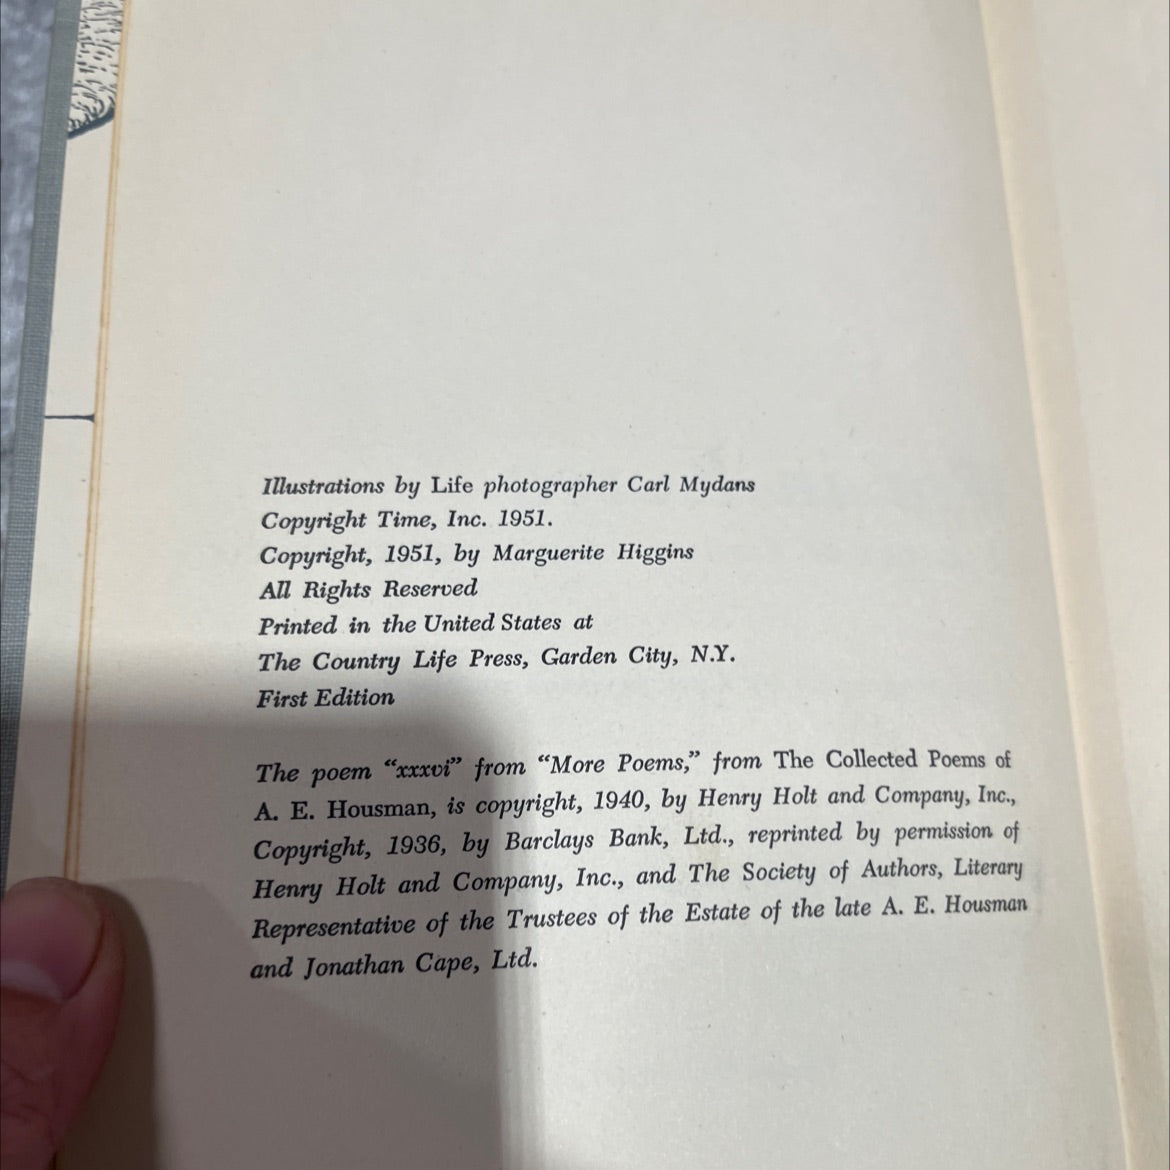 Illustrations by Life photographer Carl Mydans
Copyright Time, Inc. 1951.
Copyright, 1951, by Marguerite Higgins
All Rights Reserved
Printed in the United States at
The Country Life Press, Garden City, N.Y.
First Edition
The poem “xxxvi” from “More Poems,” from The Collected Poems of
A. E. Housman, is copyright, 1940, by Henry Holt and Company, Inc.,
Copyright, 1936, by Barclays Bank, Ltd., reprinted by permission of
Henry Holt and Company, Inc., and The Society of Authors, Literary
Representative of the Trustees of the Estate of the late A. E. Housman
and Jonathan Cape, Ltd.